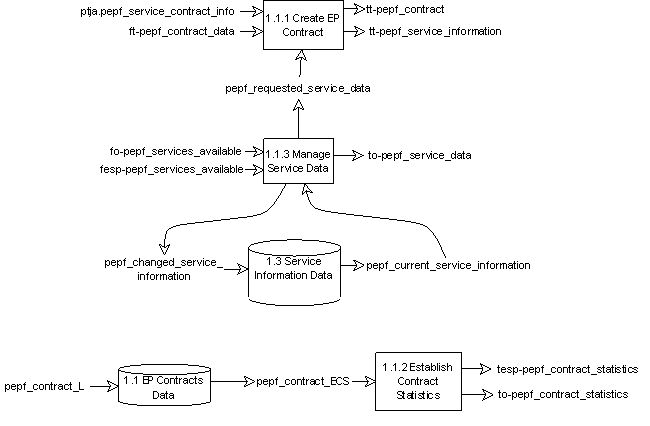 ptja.pepf_service_contract_info
ft-pepf_contract_data
1.1.1 Create EP
Contract
tt-pepf_contract
tt-pepf_service_information
pepf_requested_service_data
fo-pepf_services_available
fesp-pepf_services_available
1.1.3 Manage
Service Data
to-pepf_service_data
pepf_changed_service_
information
1.3 Service
Information Data
pepf_current_service_information
pepf_contract_L
1.1 EP Contracts
Data
pepf_contract_ECS
1.1.2 Establish
Contract
Statistics
tesp-pepf_contract_statistics
to-pepf_contract_statistics